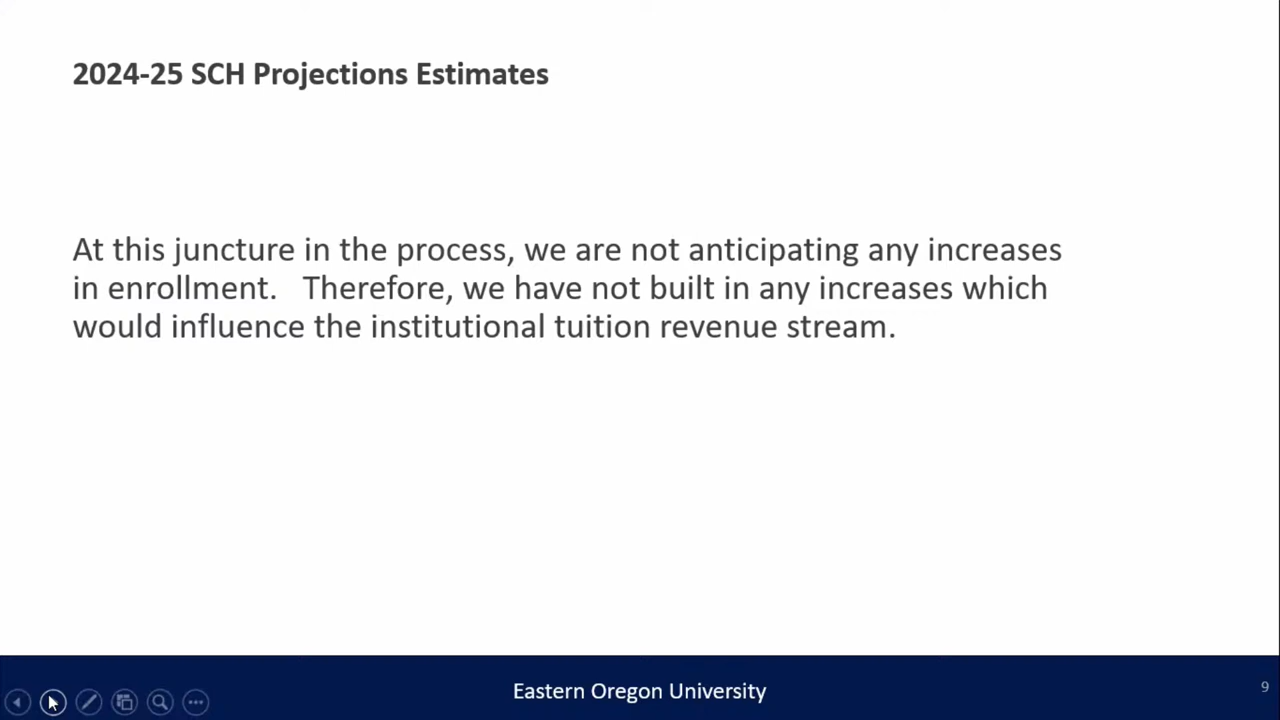 2024-25 SCH Projections Estimates
At this juncture in the process, we are not anticipating any increases
in enrollment.   Therefore, we have not built in any increases which
would influence the institutional tuition revenue stream.
Eastern Oregon University
9